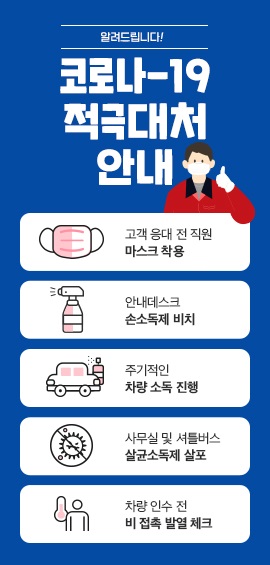 알려드립니다!
코로나-19
적극대처
안내
고객 응대 전 직원
마스크 착용
안내데스크
손소독제 비치
주기적인
차량 소독 진행
사무실 및 셔틀버스
살균소독제 살포
차량 인수 전
비 접촉 발열 체크